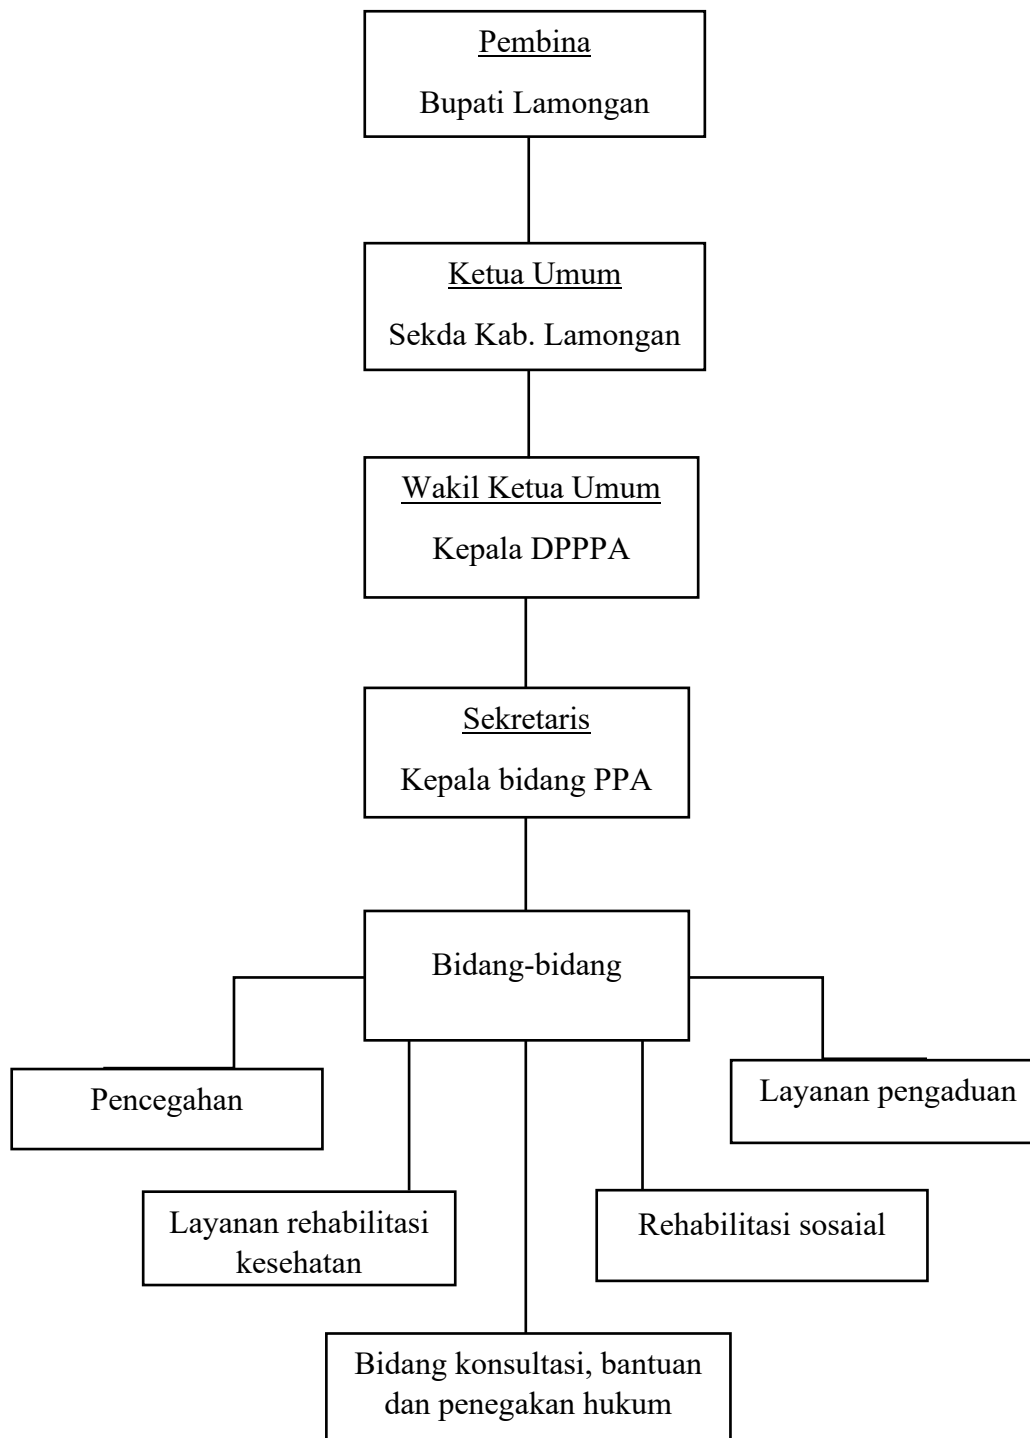 Pembina
Bupati Lamongan
Ketua Umum
Sekda Kab. Lamongan
Wakil Ketua Umum
Kepala DPPPA
Sekretaris
Kepala bidang PPA
Bidang-bidang
Pencegahan
Layanan pengaduan
Layanan rehabilitasi
kesehatan
Rehabilitasi sosaial
Bidang konsultasi, bantuan
dan penegakan hukum